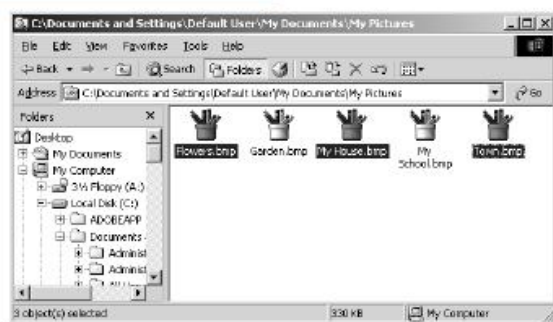 C:\Documents and Settings\Default User\My Documents\My Pictures
File Edit View Favorites Tools Help
Back Search Folders
Address C:\Documents and Settings\Default User\My Documents\My Pictures Go
Folders
Desktop
My Documents
My Computer
3½ Floppy (A:)
Local Disk (C:)
ADOBEAPP
Documents
Administ
Administ
Flowers.bmp Garden.bmp My House.bmp My School.bmp Town.bmp
3 object(s) selected 330 KB My Computer